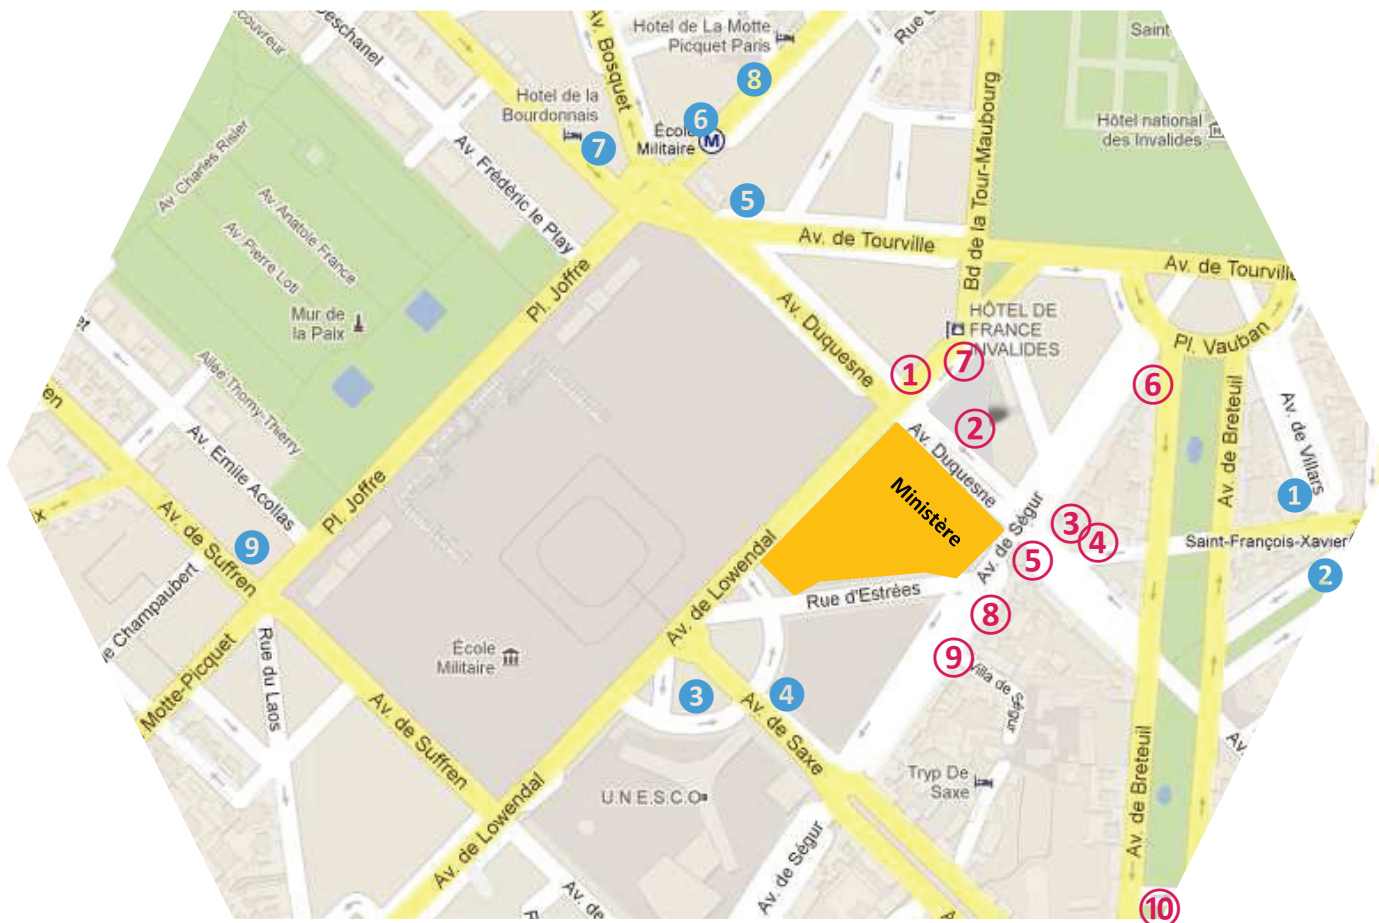 Deschanel
Av. Bosquet
Hotel de La Motte
Picquet Paris
8
Rue
Saint
Hotel de la
Bourdonnais
7
6
École
Militaire
M
Bd de la Tour-Maubourg
Hôtel national
des Invalides
Av. Charles Risler
Av. Frédéric le Play
Av. Anatole France
Av. Pierre Loti
5
Av. de Tourville
Av. de Tourville
Mur de
la Paix
Pl. Joffre
Av. Duquesne
HÔTEL DE
FRANCE
INVALIDES
Pl. Vauban
1
7
6
Allée Thomy-Thierry
Av. Emile Acollas
Pl. Joffre
2
Av. Duquesne
Ministère
Av. de Breteuil
Av. de Villars
1
Av. de Suffren
9
Av. de Lowendal
Av. de Ségur
3
4
5
Saint-François-Xavier
2
Champaubert
Motte-Picquet
Rue du Laos
Rue d'Estrées
8
École
Militaire
9
Villa de Ségur
3
4
Av. de Saxe
Av. de Suffren
U.N.E.S.C.O
Tryp De
Saxe
Av. de Breteuil
Av.
Av. de Lowendal
Av. de Ségur
Av. de
10